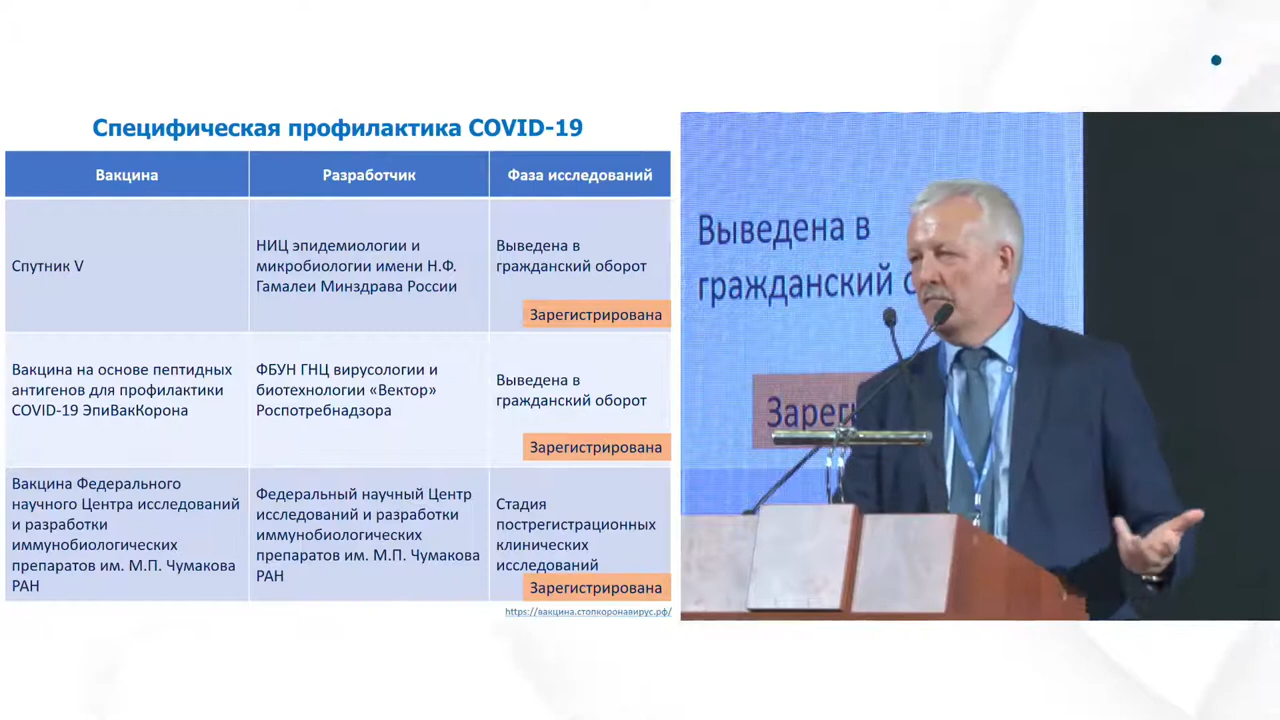 Специфическая профилактика COVID-19
Вакцина
Разработчик
Фаза исследований
Спутник V
НИЦ эпидемиологии и
микробиологии имени Н.Ф.
Гамалеи Минздрава России
Выведена в
гражданский оборот
Зарегистрирована
Вакцина на основе пептидных
антигенов для профилактики
COVID-19 ЭпиВакКорона
ФБУН ГНЦ вирусологии и
биотехнологии «Вектор»
Роспотребнадзора
Выведена в
гражданский оборот
Зарегистрирована
Вакцина Федерального
научного Центра исследований
и разработки
иммунобиологических
препаратов им. М.П. Чумакова
РАН
Федеральный научный Центр
исследований и разработки
иммунобиологических
препаратов им. М.П. Чумакова
РАН
Стадия
пострегистрационных
клинических
исследований
Зарегистрирована
https://вакцина.стопкоронавирус.рф/
Выведена в
гражданский